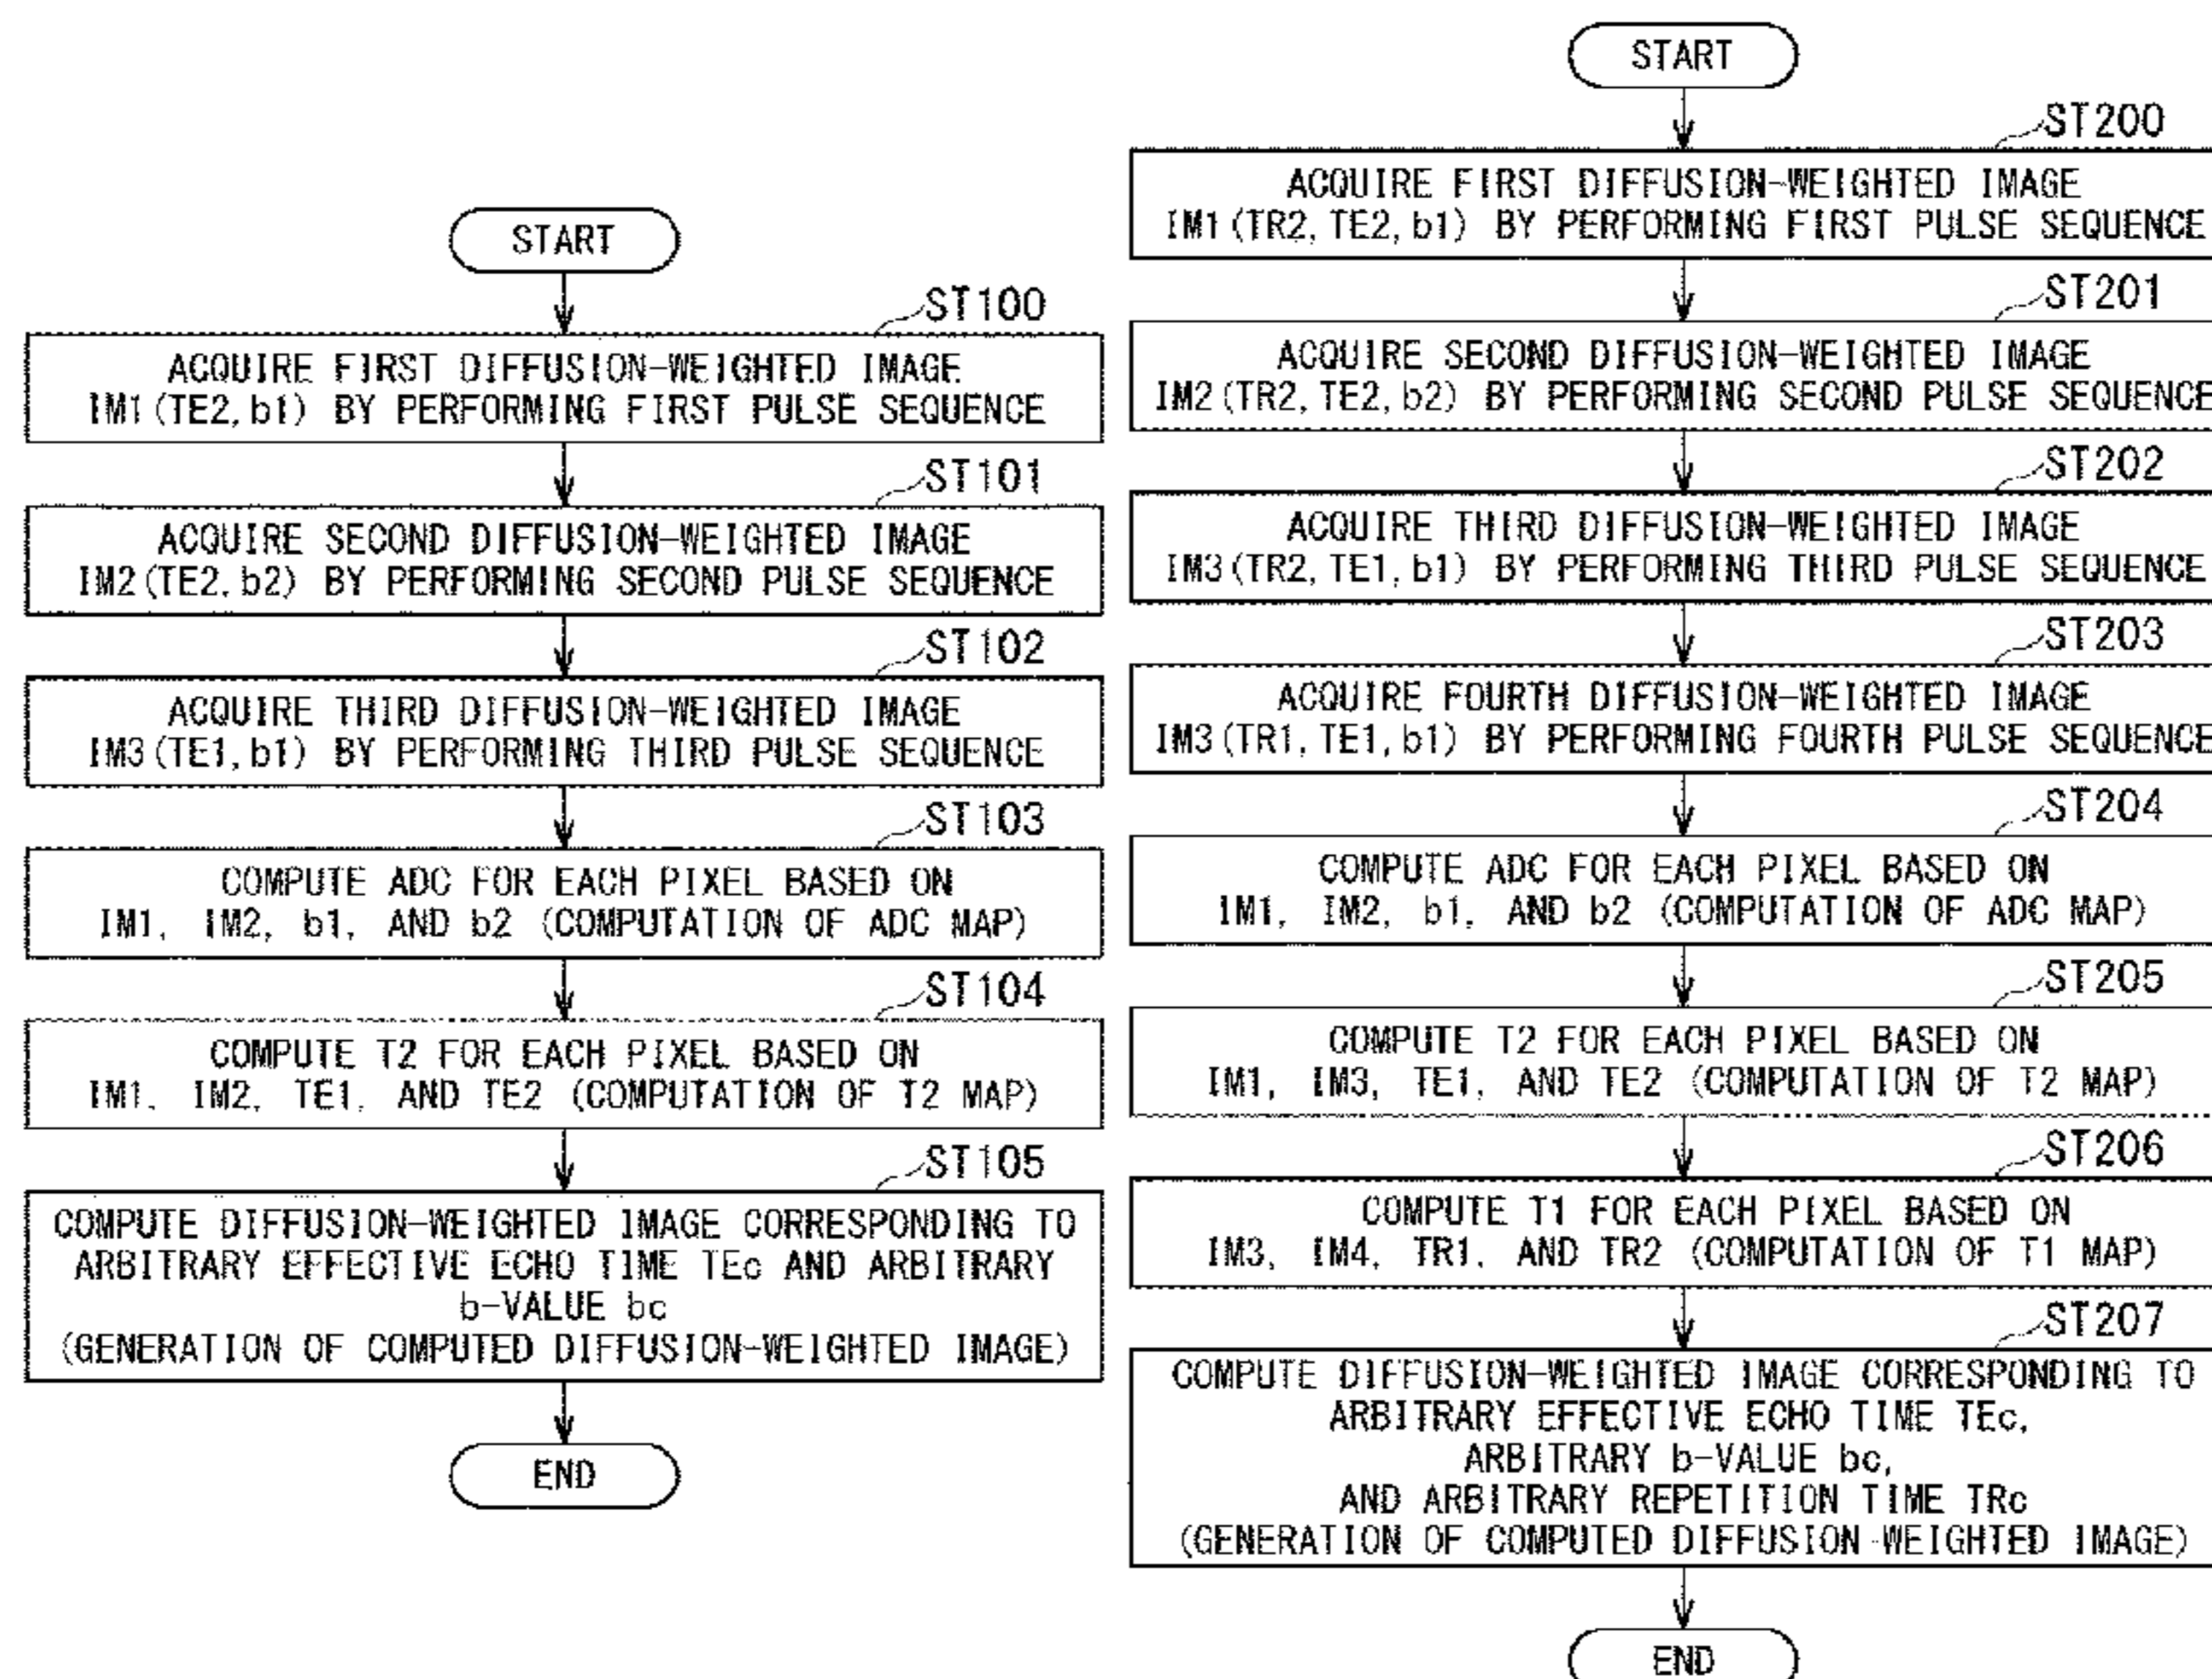 START
ST100
ACQUIRE FIRST DIFFUSION-WEIGHTED IMAGE
IM1(TE2,b1) BY PERFORMING FIRST PULSE SEQUENCE
ST101
ACQUIRE SECOND DIFFUSION-WEIGHTED IMAGE
IM2(TE2,b2) BY PERFORMING SECOND PULSE SEQUENCE
ST102
ACQUIRE THIRD DIFFUSION-WEIGHTED IMAGE
IM3(TE1,b1) BY PERFORMING THIRD PULSE SEQUENCE
ST103
COMPUTE ADC FOR EACH PIXEL BASED ON
IM1, IM2, b1, AND b2 (COMPUTATION OF ADC MAP)
ST104
COMPUTE T2 FOR EACH PIXEL BASED ON
IM1, IM2, TE1, AND TE2 (COMPUTATION OF T2 MAP)
ST105
COMPUTE DIFFUSION-WEIGHTED IMAGE CORRESPONDING TO
ARBITRARY EFFECTIVE ECHO TIME TEc AND ARBITRARY
b-VALUE bc
(GENERATION OF COMPUTED DIFFUSION-WEIGHTED IMAGE)
END
START
ST200
ACQUIRE FIRST DIFFUSION-WEIGHTED IMAGE
IM1(TR2,TE2,b1) BY PERFORMING FIRST PULSE SEQUENCE
ST201
ACQUIRE SECOND DIFFUSION-WEIGHTED IMAGE
IM2(TR2,TE2,b2) BY PERFORMING SECOND PULSE SEQUENCE
ST202
ACQUIRE THIRD DIFFUSION-WEIGHTED IMAGE
IM3(TR2,TE1,b1) BY PERFORMING THIRD PULSE SEQUENCE
ST203
ACQUIRE FOURTH DIFFUSION-WEIGHTED IMAGE
IM3(TR1,TE1,b1) BY PERFORMING FOURTH PULSE SEQUENCE
ST204
COMPUTE ADC FOR EACH PIXEL BASED ON
IM1, IM2, b1, AND b2 (COMPUTATION OF ADC MAP)
ST205
COMPUTE T2 FOR EACH PIXEL BASED ON
IM1, IM3, TE1, AND TE2 (COMPUTATION OF T2 MAP)
ST206
COMPUTE T1 FOR EACH PIXEL BASED ON
IM3, IM4, TR1, AND TR2 (COMPUTATION OF T1 MAP)
ST207
COMPUTE DIFFUSION-WEIGHTED IMAGE CORRESPONDING TO
ARBITRARY EFFECTIVE ECHO TIME TEc,
ARBITRARY b-VALUE bc,
AND ARBITRARY REPETITION TIME TRc
(GENERATION OF COMPUTED DIFFUSION-WEIGHTED IMAGE)
END